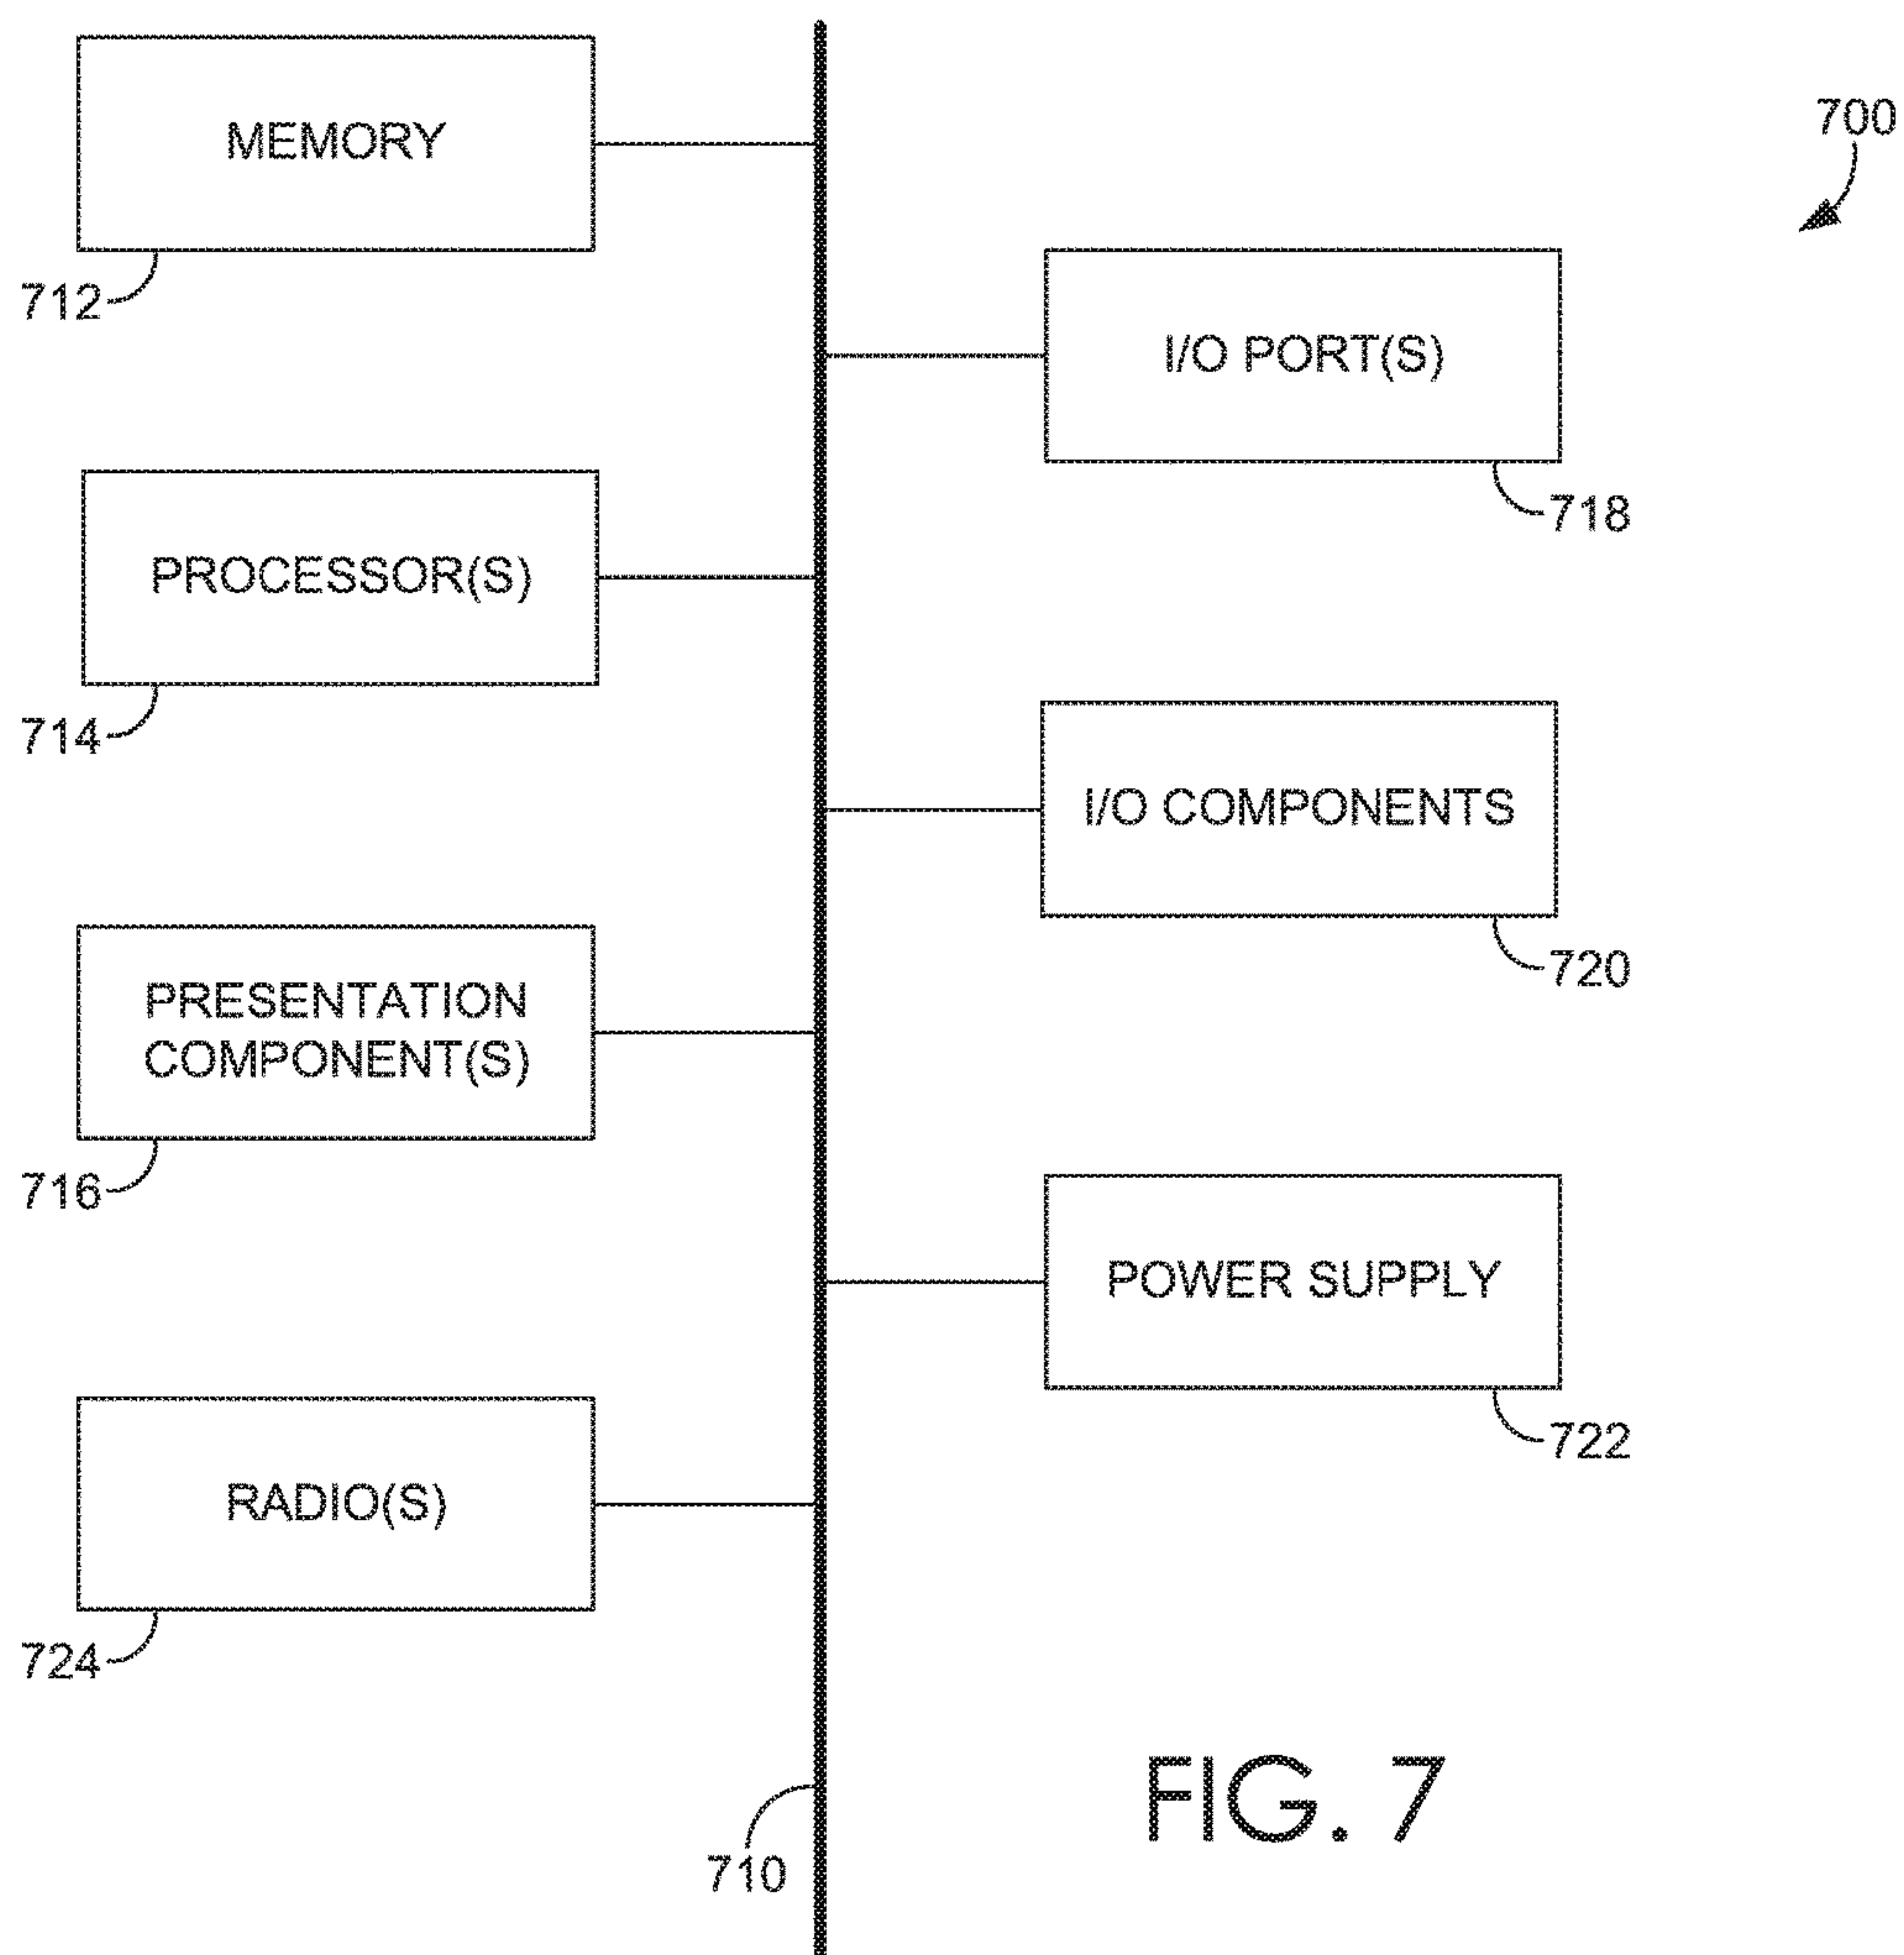 MEMORY
712
PROCESSOR(S)
714
PRESENTATION
COMPONENT(S)
716
RADIO(S)
724
710
700
I/O PORT(S)
718
I/O COMPONENTS
720
POWER SUPPLY
722
FIG. 7